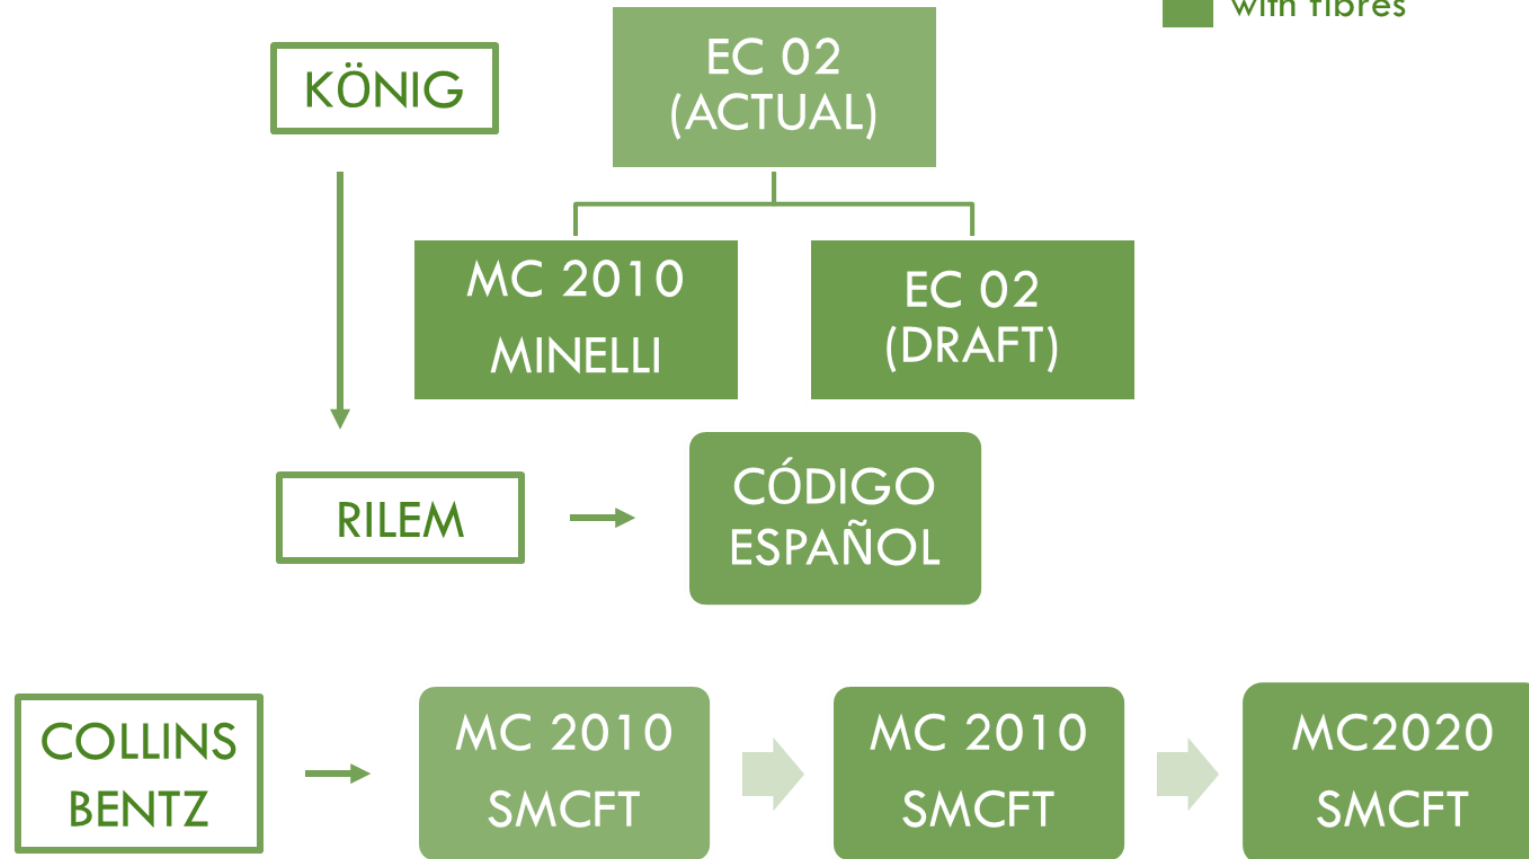 with fibres
KÖNIG
EC 02
(ACTUAL)
MC 2010
MINELLI
EC 02
(DRAFT)
RILEM
CÓDIGO
ESPAÑOL
COLLINS
BENTZ
MC 2010
SMCFT
MC 2010
SMCFT
MC2020
SMCFT